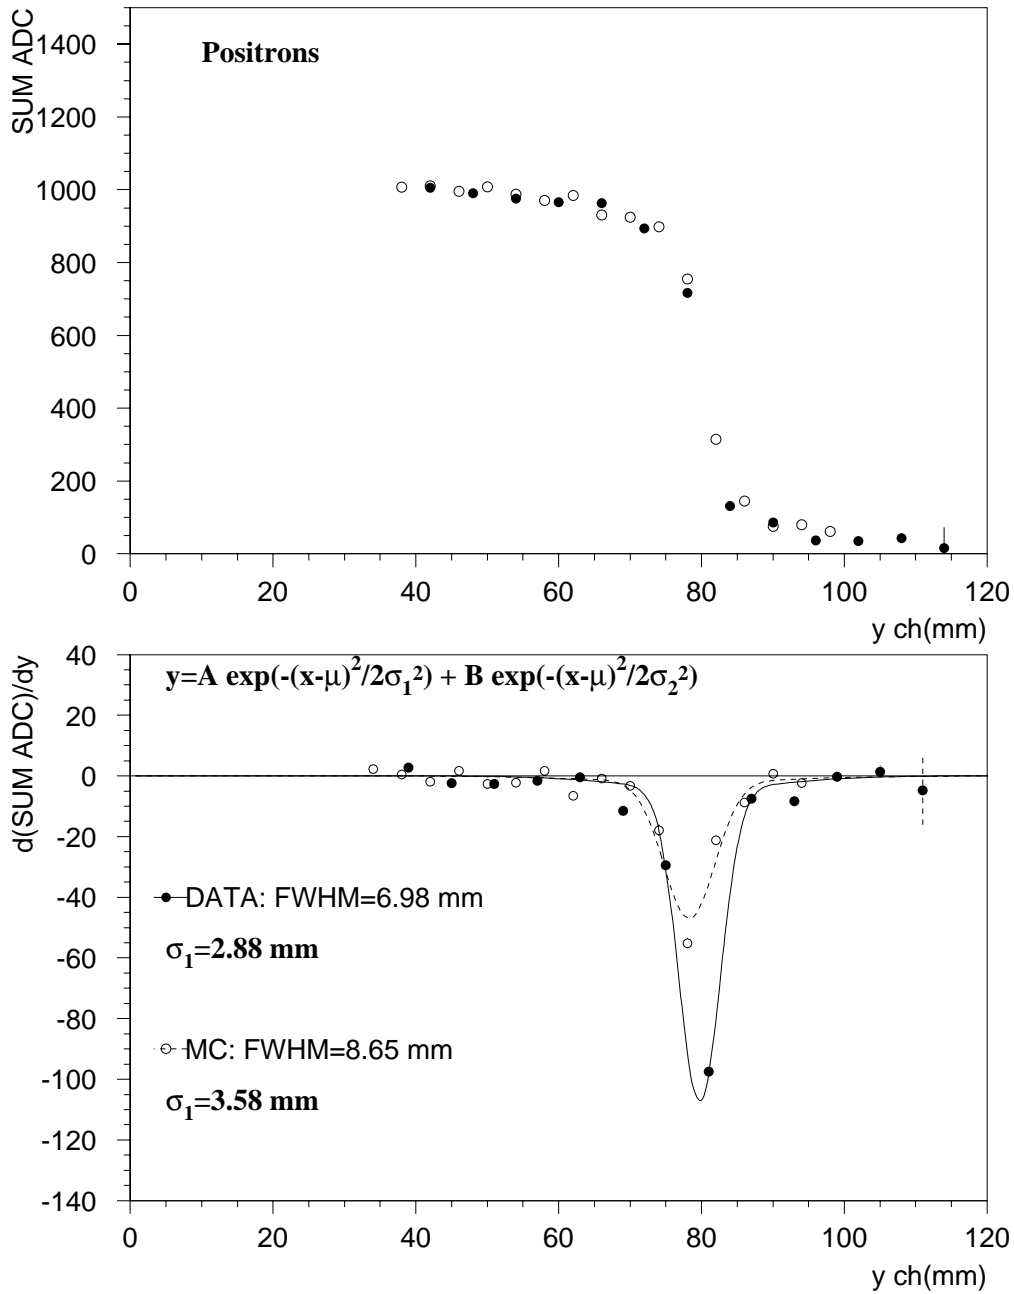 SUM ADC
1400
1200
1000
800
600
400
200
0
Positrons
0 20 40 60 80 100 120
y ch(mm)
d(SUM ADC)/dy
40
20
0
-20
-40
-60
-80
-100
-120
-140
y=A exp(-(x-μ)²/2σ₁²) + B exp(-(x-μ)²/2σ₂²)
DATA: FWHM=6.98 mm
σ₁=2.88 mm
MC: FWHM=8.65 mm
σ₁=3.58 mm
0 20 40 60 80 100 120
y ch(mm)